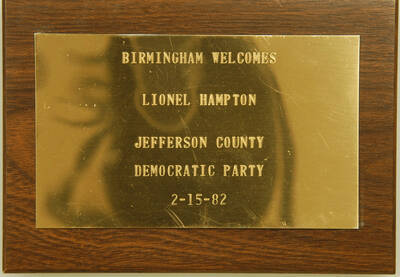 BIRMINGHAM WELCOMES
LIONEL HAMPTON
JEFFERSON COUNTY
DEMOCRATIC PARTY
2-15-82